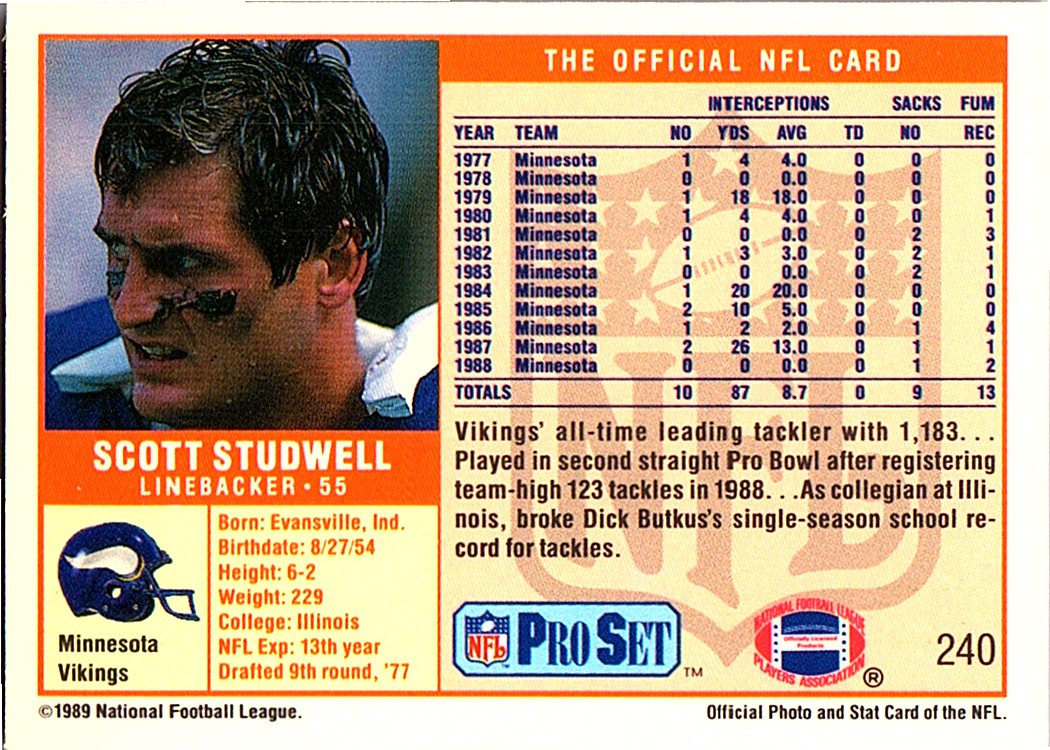 THE OFFICIAL NFL CARD
INTERCEPTIONS SACKS FUM
YEAR TEAM NO YDS AVG TD NO REC
1977 Minnesota 1 4 4.0 0 0 0
1978 Minnesota 0 0 0.0 0 0 0
1979 Minnesota 1 18 18.0 0 0 0
1980 Minnesota 1 4 4.0 0 0 1
1981 Minnesota 0 0 0.0 0 2 3
1982 Minnesota 1 3 3.0 0 2 1
1983 Minnesota 0 0 0.0 0 2 1
1984 Minnesota 1 20 20.0 0 0 0
1985 Minnesota 2 10 5.0 0 0 0
1986 Minnesota 1 2 2.0 0 1 4
1987 Minnesota 2 26 13.0 0 1 1
1988 Minnesota 0 0 0.0 0 1 2
TOTALS 10 87 8.7 0 9 13
Vikings' all-time leading tackler with 1,183. . .
Played in second straight Pro Bowl after registering
team-high 123 tackles in 1988. . .As collegian at Illi-
nois, broke Dick Butkus's single-season school re-
cord for tackles.
SCOTT STUDWELL
LINEBACKER • 55
Born: Evansville, Ind.
Birthdate: 8/27/54
Height: 6-2
Weight: 229
College: Illinois
NFL Exp: 13th year
Drafted 9th round, '77
Minnesota
Vikings
NFL
NFL PRO SET ™
NATIONAL FOOTBALL LEAGUE
Officially Licensed
Products
PLAYERS ASSOCIATION ®
240
©1989 National Football League.
Official Photo and Stat Card of the NFL.